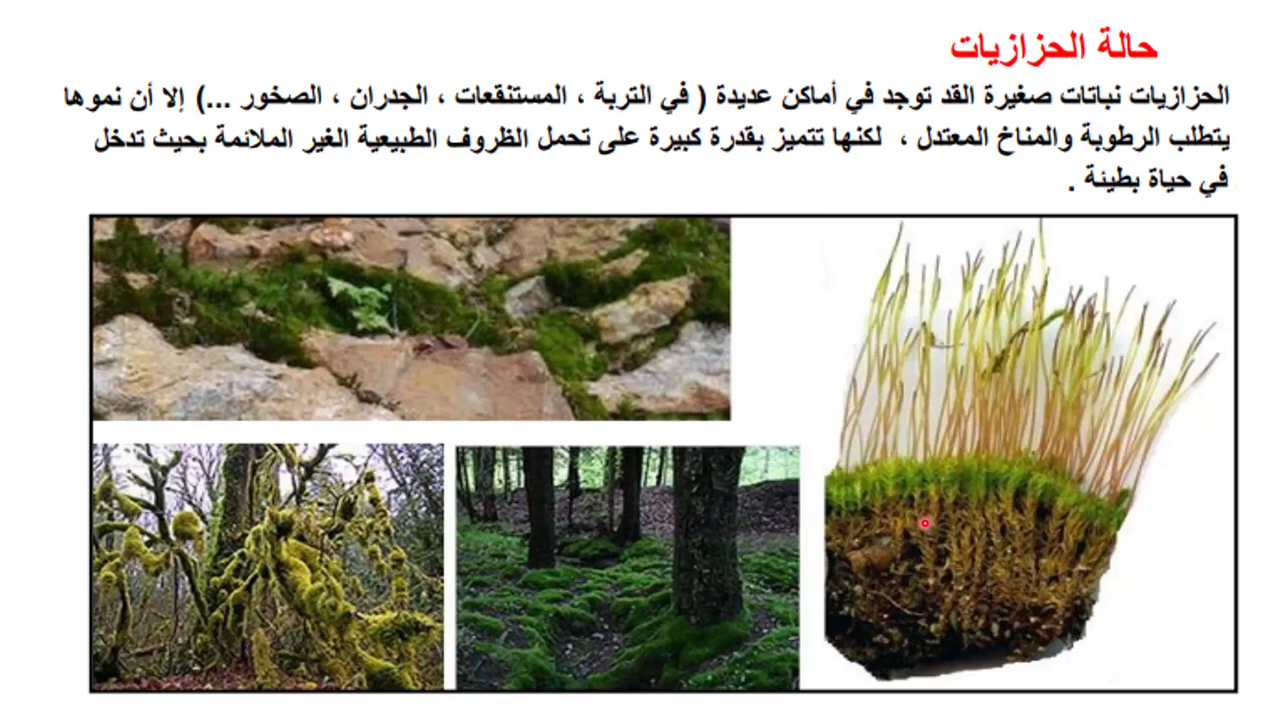 حالة الحزازيات
الحزازيات نباتات صغيرة القد توجد في أماكن عديدة ( في التربة ، المستنقعات ، الجدران ، الصخور ...) إلا أن نموها
يتطلب الرطوبة والمناخ المعتدل ، لكنها تتميز بقدرة كبيرة على تحمل الظروف الطبيعية الغير الملائمة بحيث تدخل
في حياة بطيئة .